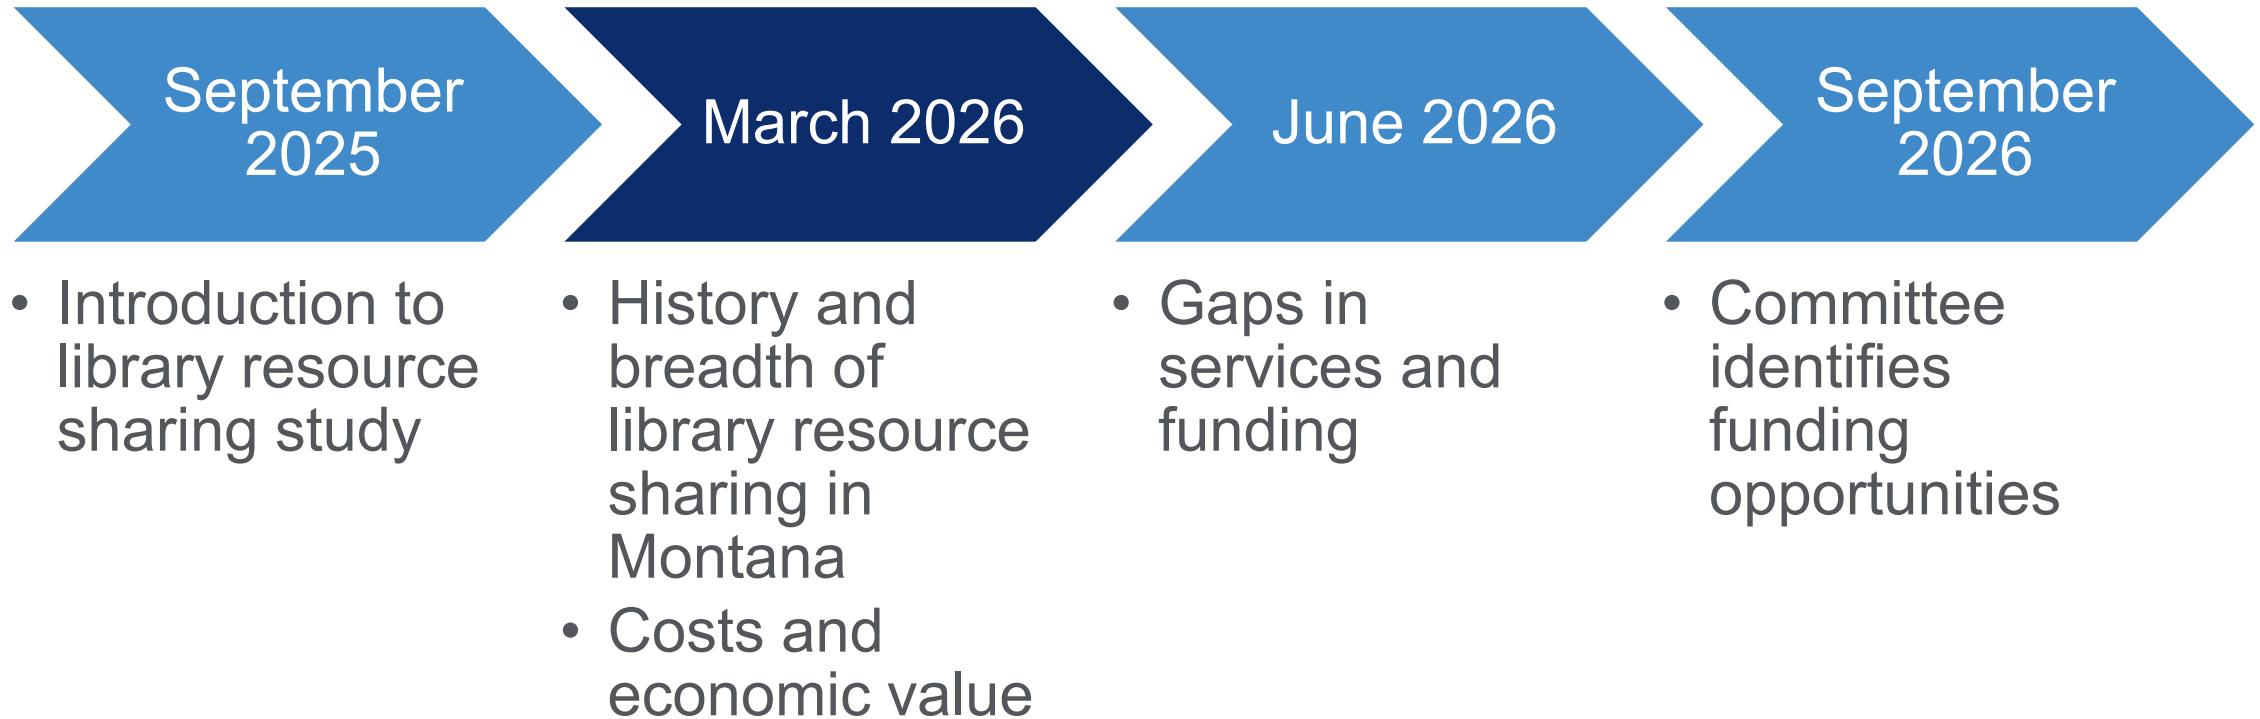 September
2025
March 2026
June 2026
September
2026
• Introduction to
library resource
sharing study
• History and
breadth of
library resource
sharing in
Montana
• Costs and
economic value
• Gaps in
services and
funding
• Committee
identifies
funding
opportunities